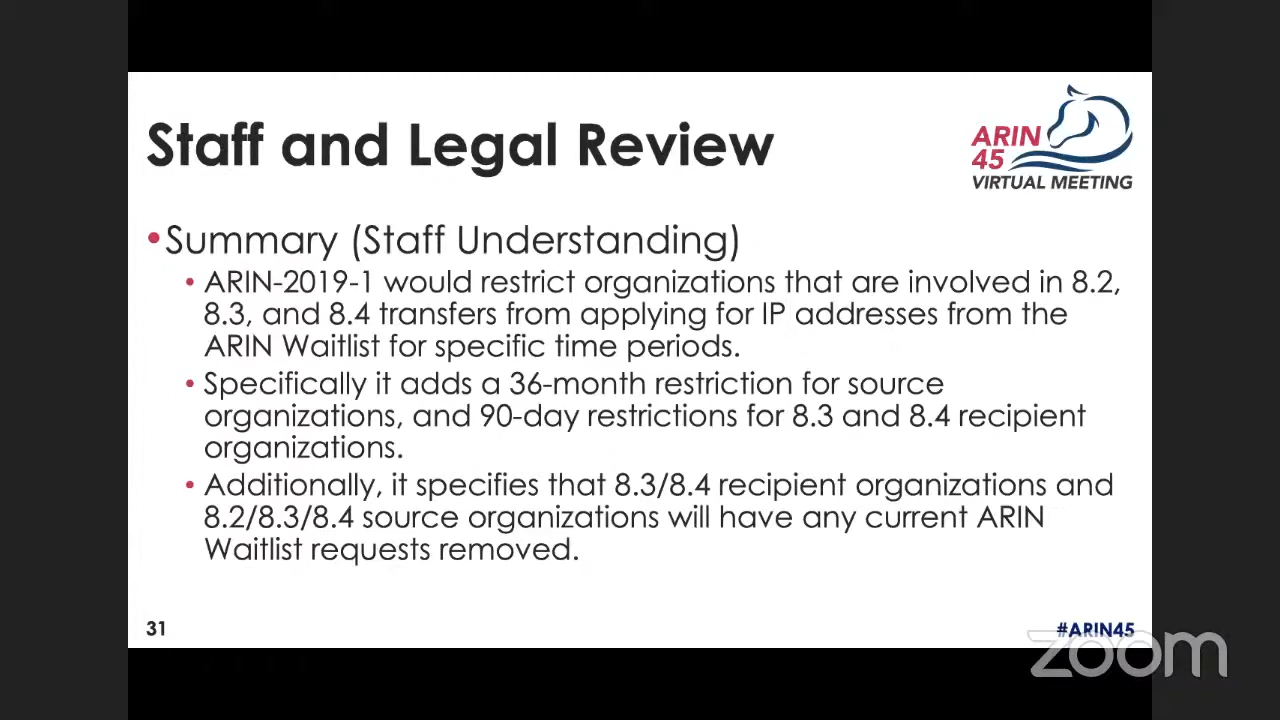 Staff and Legal Review
ARIN
45
VIRTUAL MEETING
•Summary (Staff Understanding)
• ARIN-2019-1 would restrict organizations that are involved in 8.2,
8.3, and 8.4 transfers from applying for IP addresses from the
ARIN Waitlist for specific time periods.
• Specifically it adds a 36-month restriction for source
organizations, and 90-day restrictions for 8.3 and 8.4 recipient
organizations.
• Additionally, it specifies that 8.3/8.4 recipient organizations and
8.2/8.3/8.4 source organizations will have any current ARIN
Waitlist requests removed.
31
#ARIN45
zoom